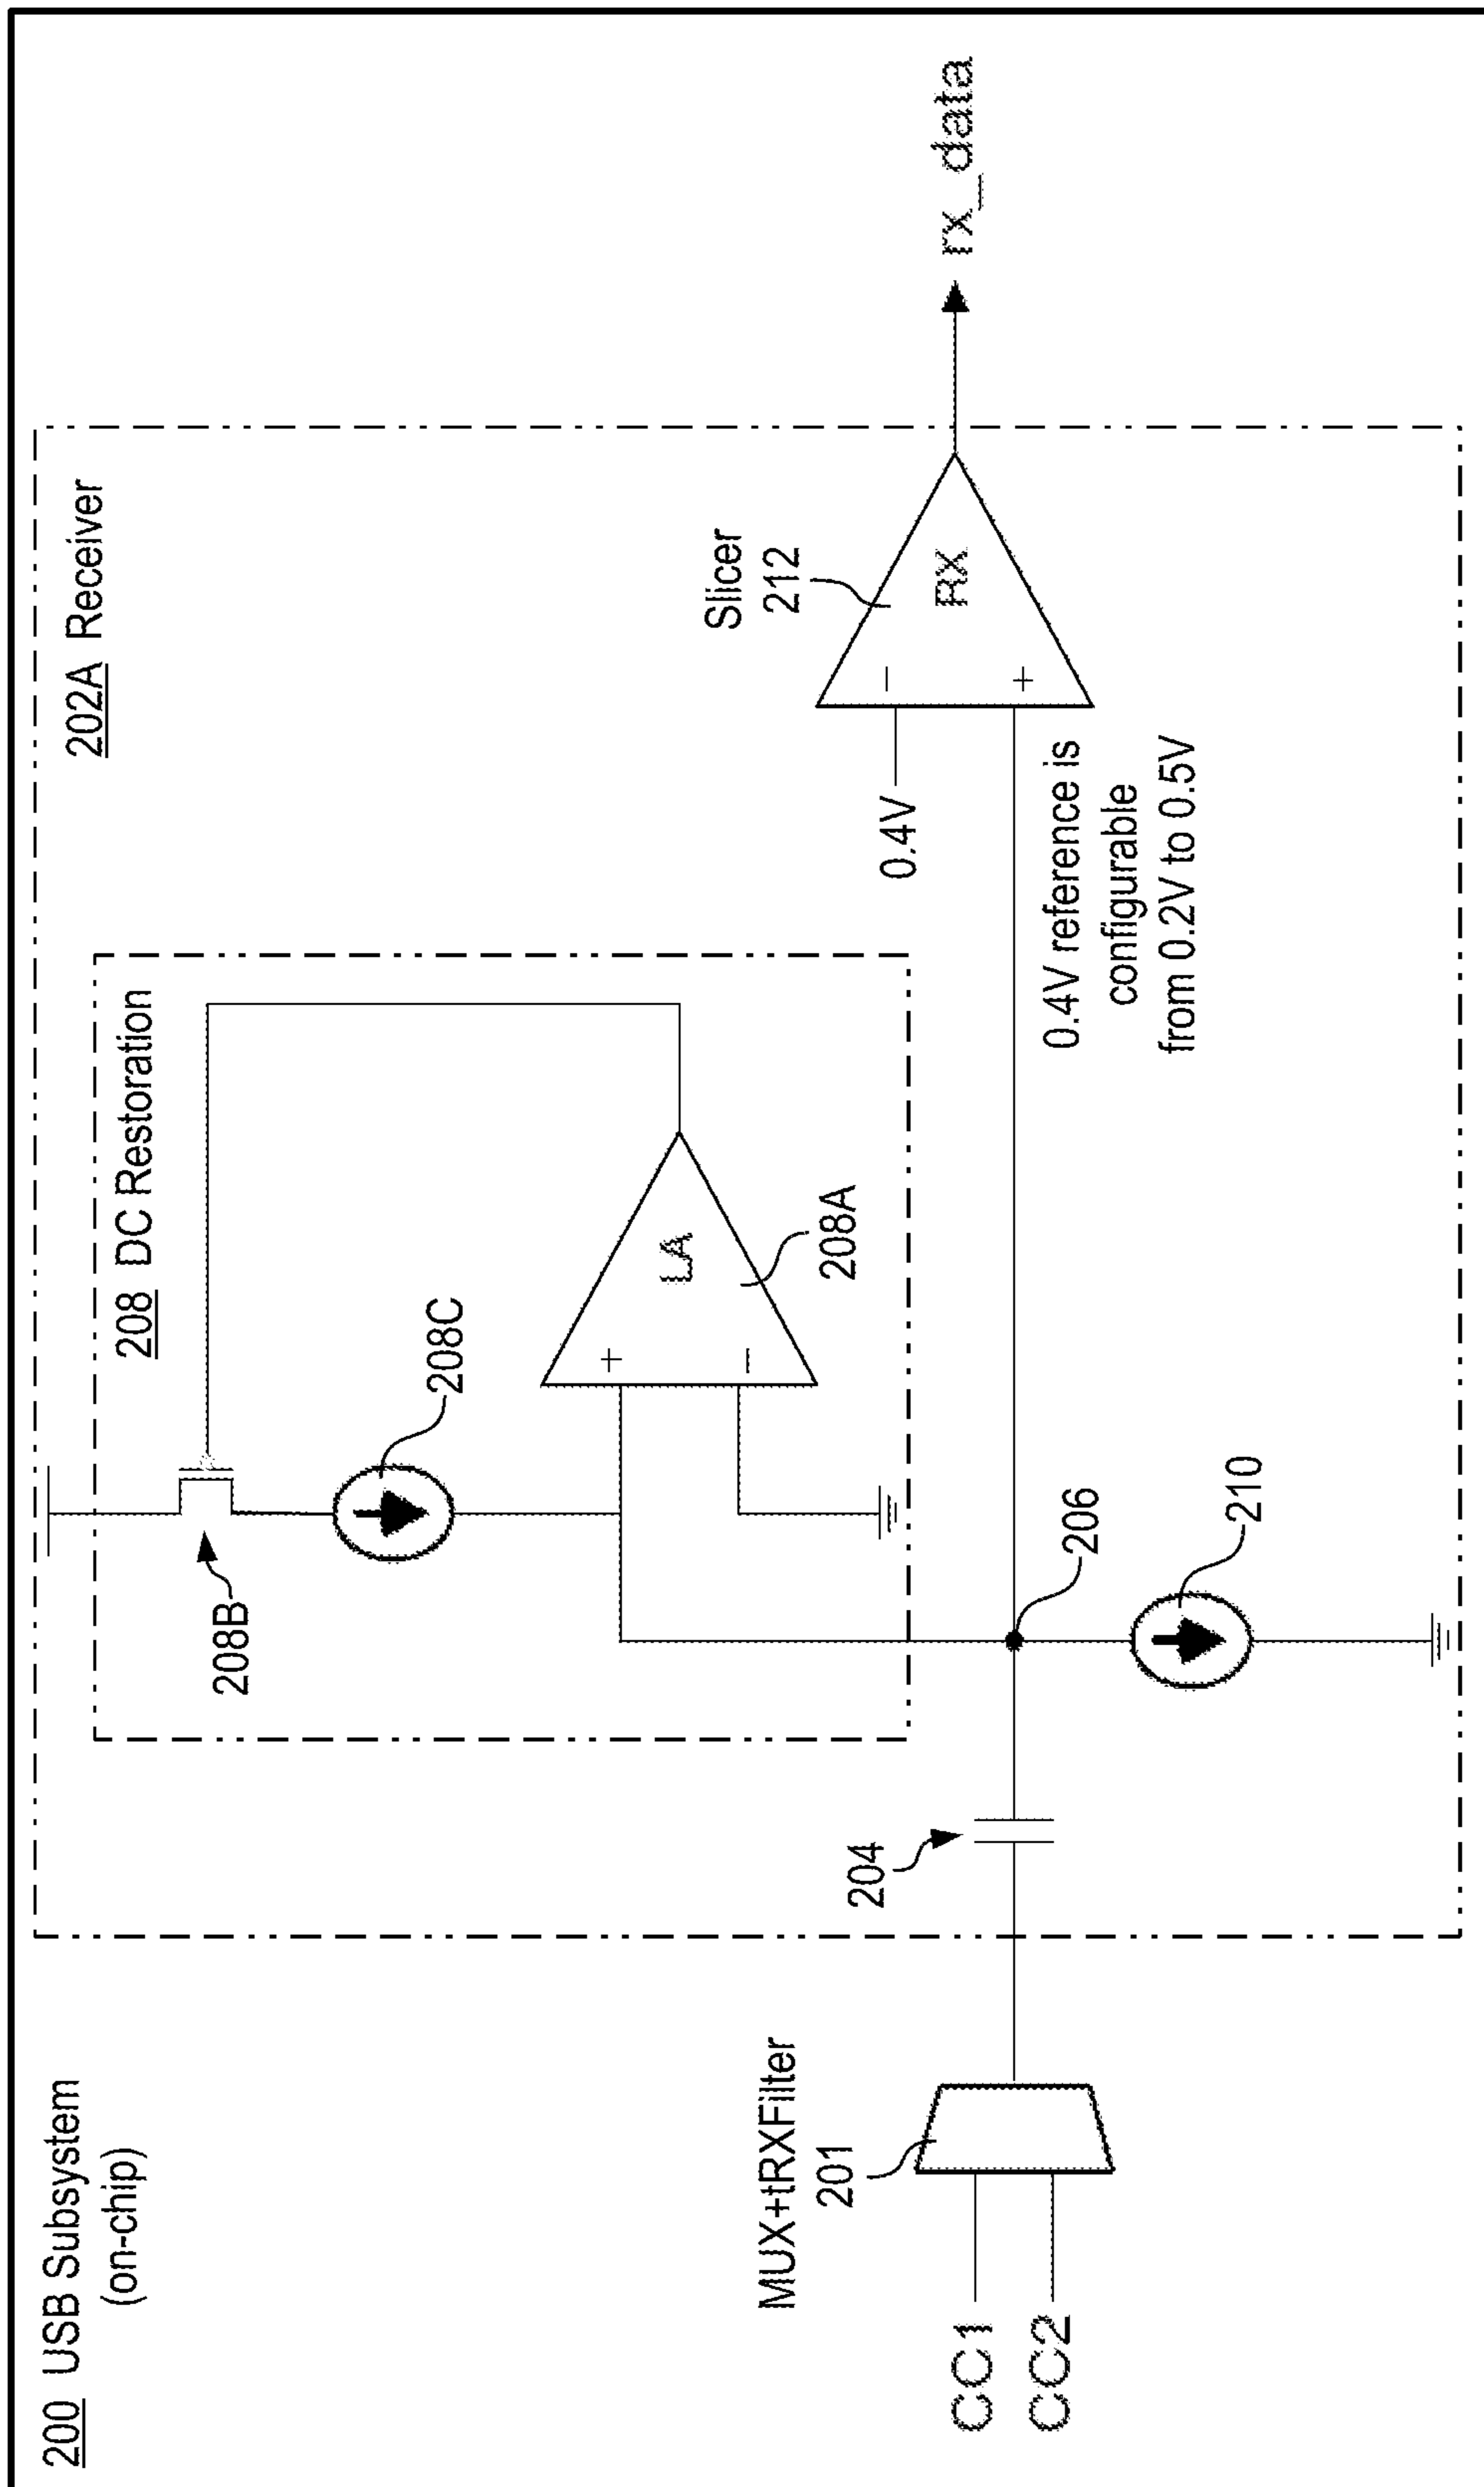 200 USB Subsystem
(on-chip)
202A Receiver
208 DC Restoration
208B
208C
LA
+
−
208A
MUX+tRXFilter
201
CC1
CC2
204
206
210
0.4V
Slicer
212
RX
−
+
rx_data
0.4V reference is
configurable
from 0.2V to 0.5V